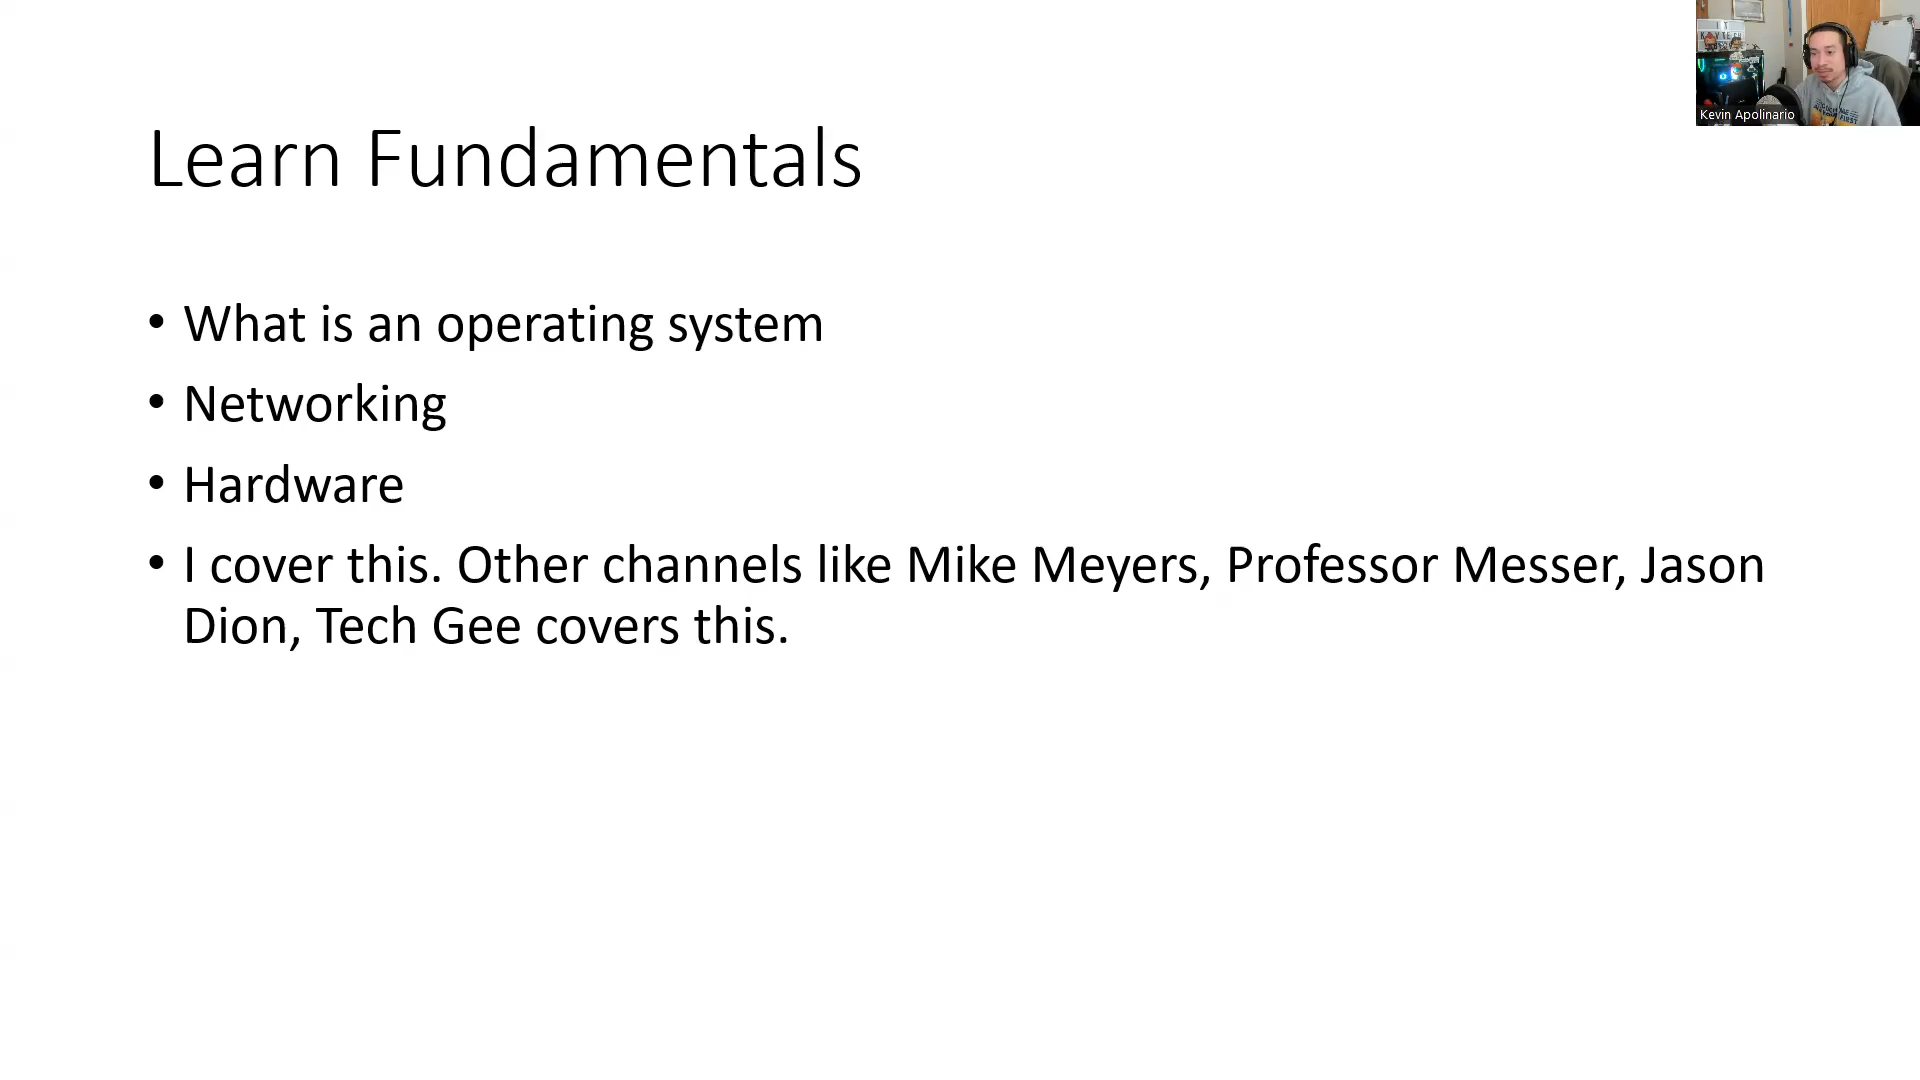 Learn Fundamentals
• What is an operating system
• Networking
• Hardware
• I cover this. Other channels like Mike Meyers, Professor Messer, Jason
Dion, Tech Gee covers this.
Kevin Apolinario